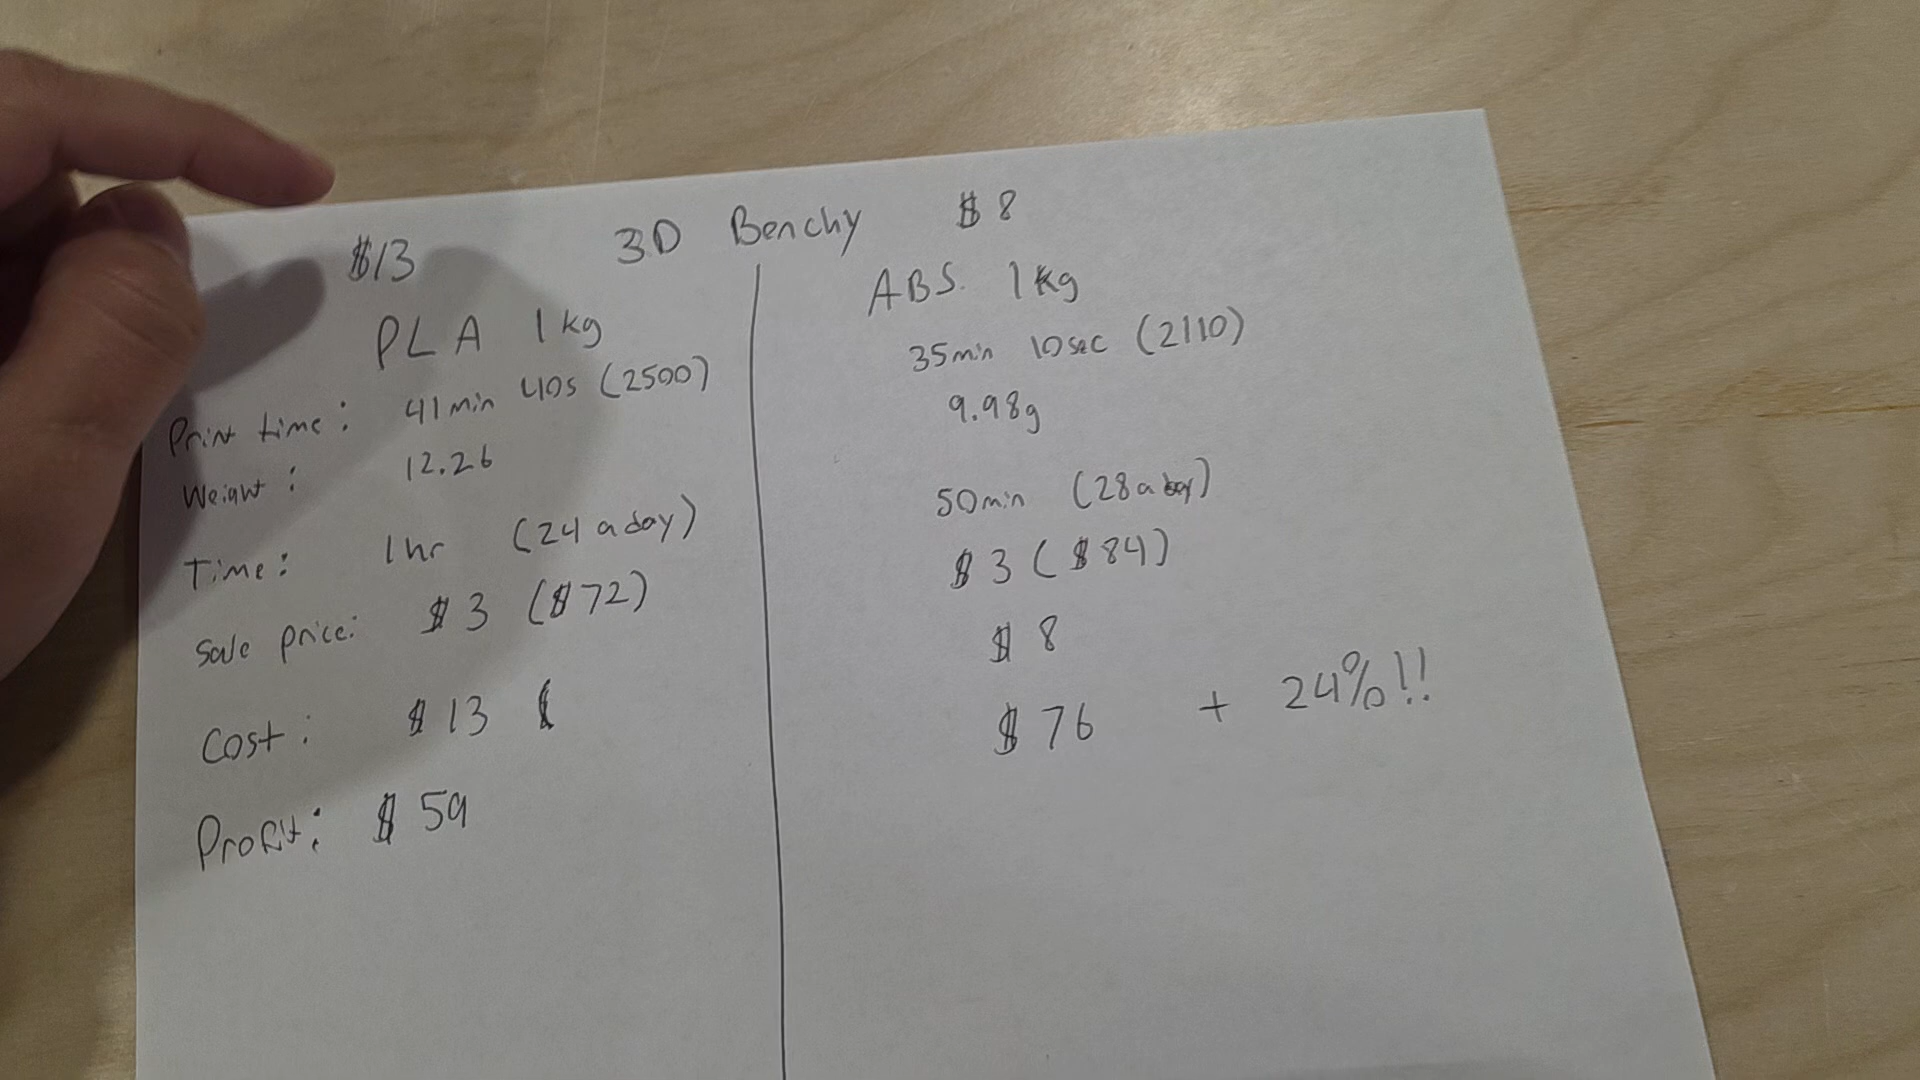 $13 3D Benchy $8
PLA 1kg
Print time: 41min 40s (2500)
Weight: 12.26
Time: 1hr (24 a day)
Sale price: $3 ($72)
Cost: $13
Profit: $59
ABS. 1kg
35min 10sec (2110)
9.98g
50min (28 a day)
$3 ($84)
$8
$76 + 24%!!